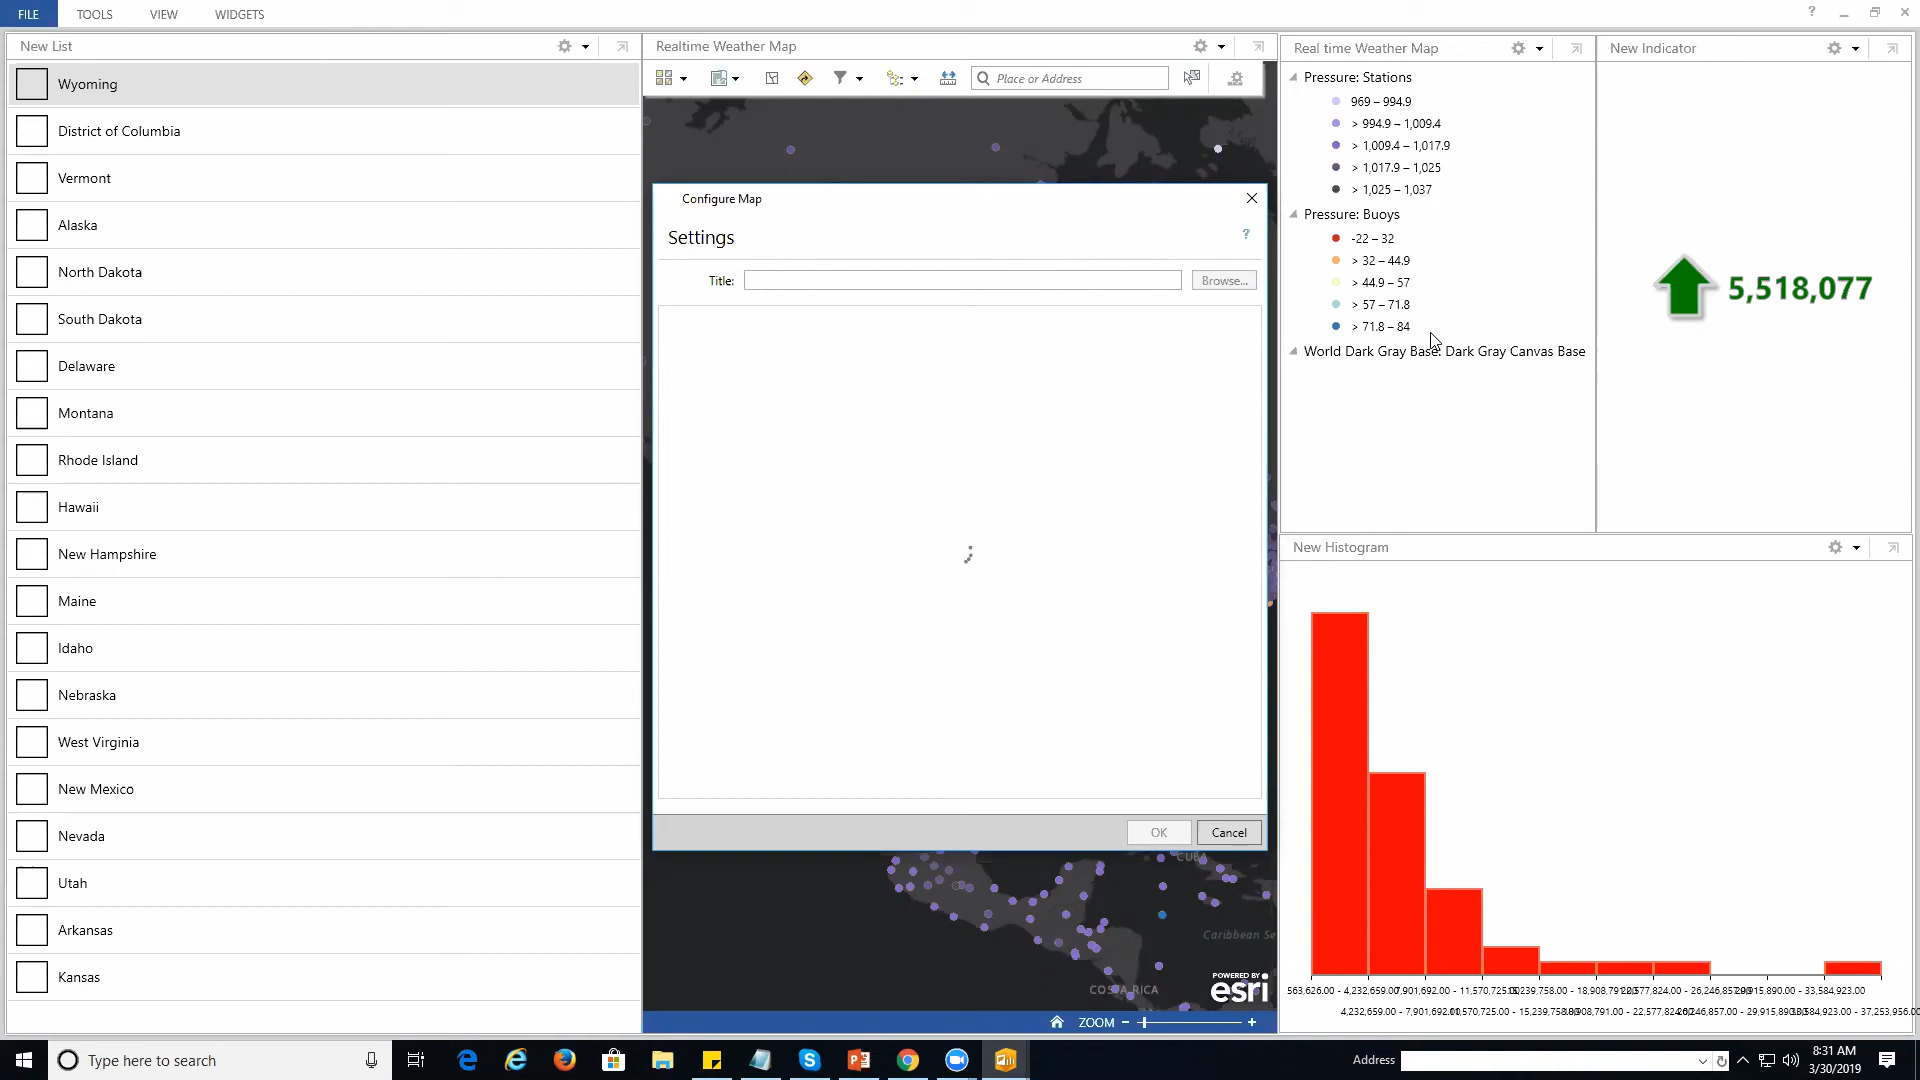 FILE TOOLS VIEW WIDGETS
New List
Wyoming
District of Columbia
Vermont
Alaska
North Dakota
South Dakota
Delaware
Montana
Rhode Island
Hawaii
New Hampshire
Maine
Idaho
Nebraska
West Virginia
New Mexico
Nevada
Utah
Arkansas
Kansas
Realtime Weather Map
Place or Address
Configure Map
Settings
?
Title:
Browse...
OK Cancel
CUBA
Caribbean Se
COSTA RICA
POWERED BY
esri
ZOOM
Real time Weather Map
Pressure: Stations
969 – 994.9
> 994.9 – 1,009.4
> 1,009.4 – 1,017.9
> 1,017.9 – 1,025
> 1,025 – 1,037
Pressure: Buoys
-22 – 32
> 32 – 44.9
> 44.9 – 57
> 57 – 71.8
> 71.8 – 84
World Dark Gray Base: Dark Gray Canvas Base
New Indicator
5,518,077
New Histogram
Type here to search
Address
8:31 AM
3/30/2019